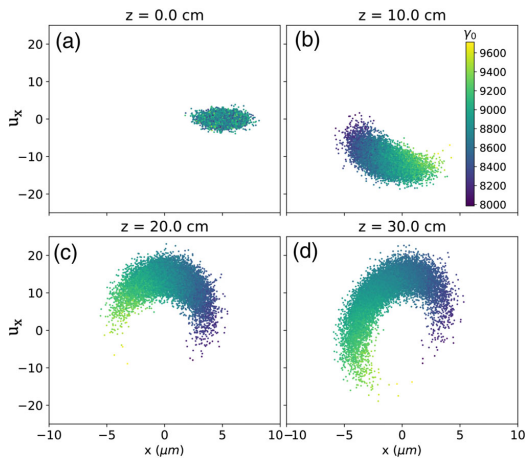 z = 0.0 cm
z = 10.0 cm
(a)
(b)
γ₀
20
10
0
−10
−20
uₓ
9600
9400
9200
9000
8800
8600
8400
8200
8000
z = 20.0 cm
z = 30.0 cm
(c)
(d)
20
10
0
−10
−20
uₓ
−10
−5
0
5
10
−10
−5
0
5
10
x (μm)
x (μm)